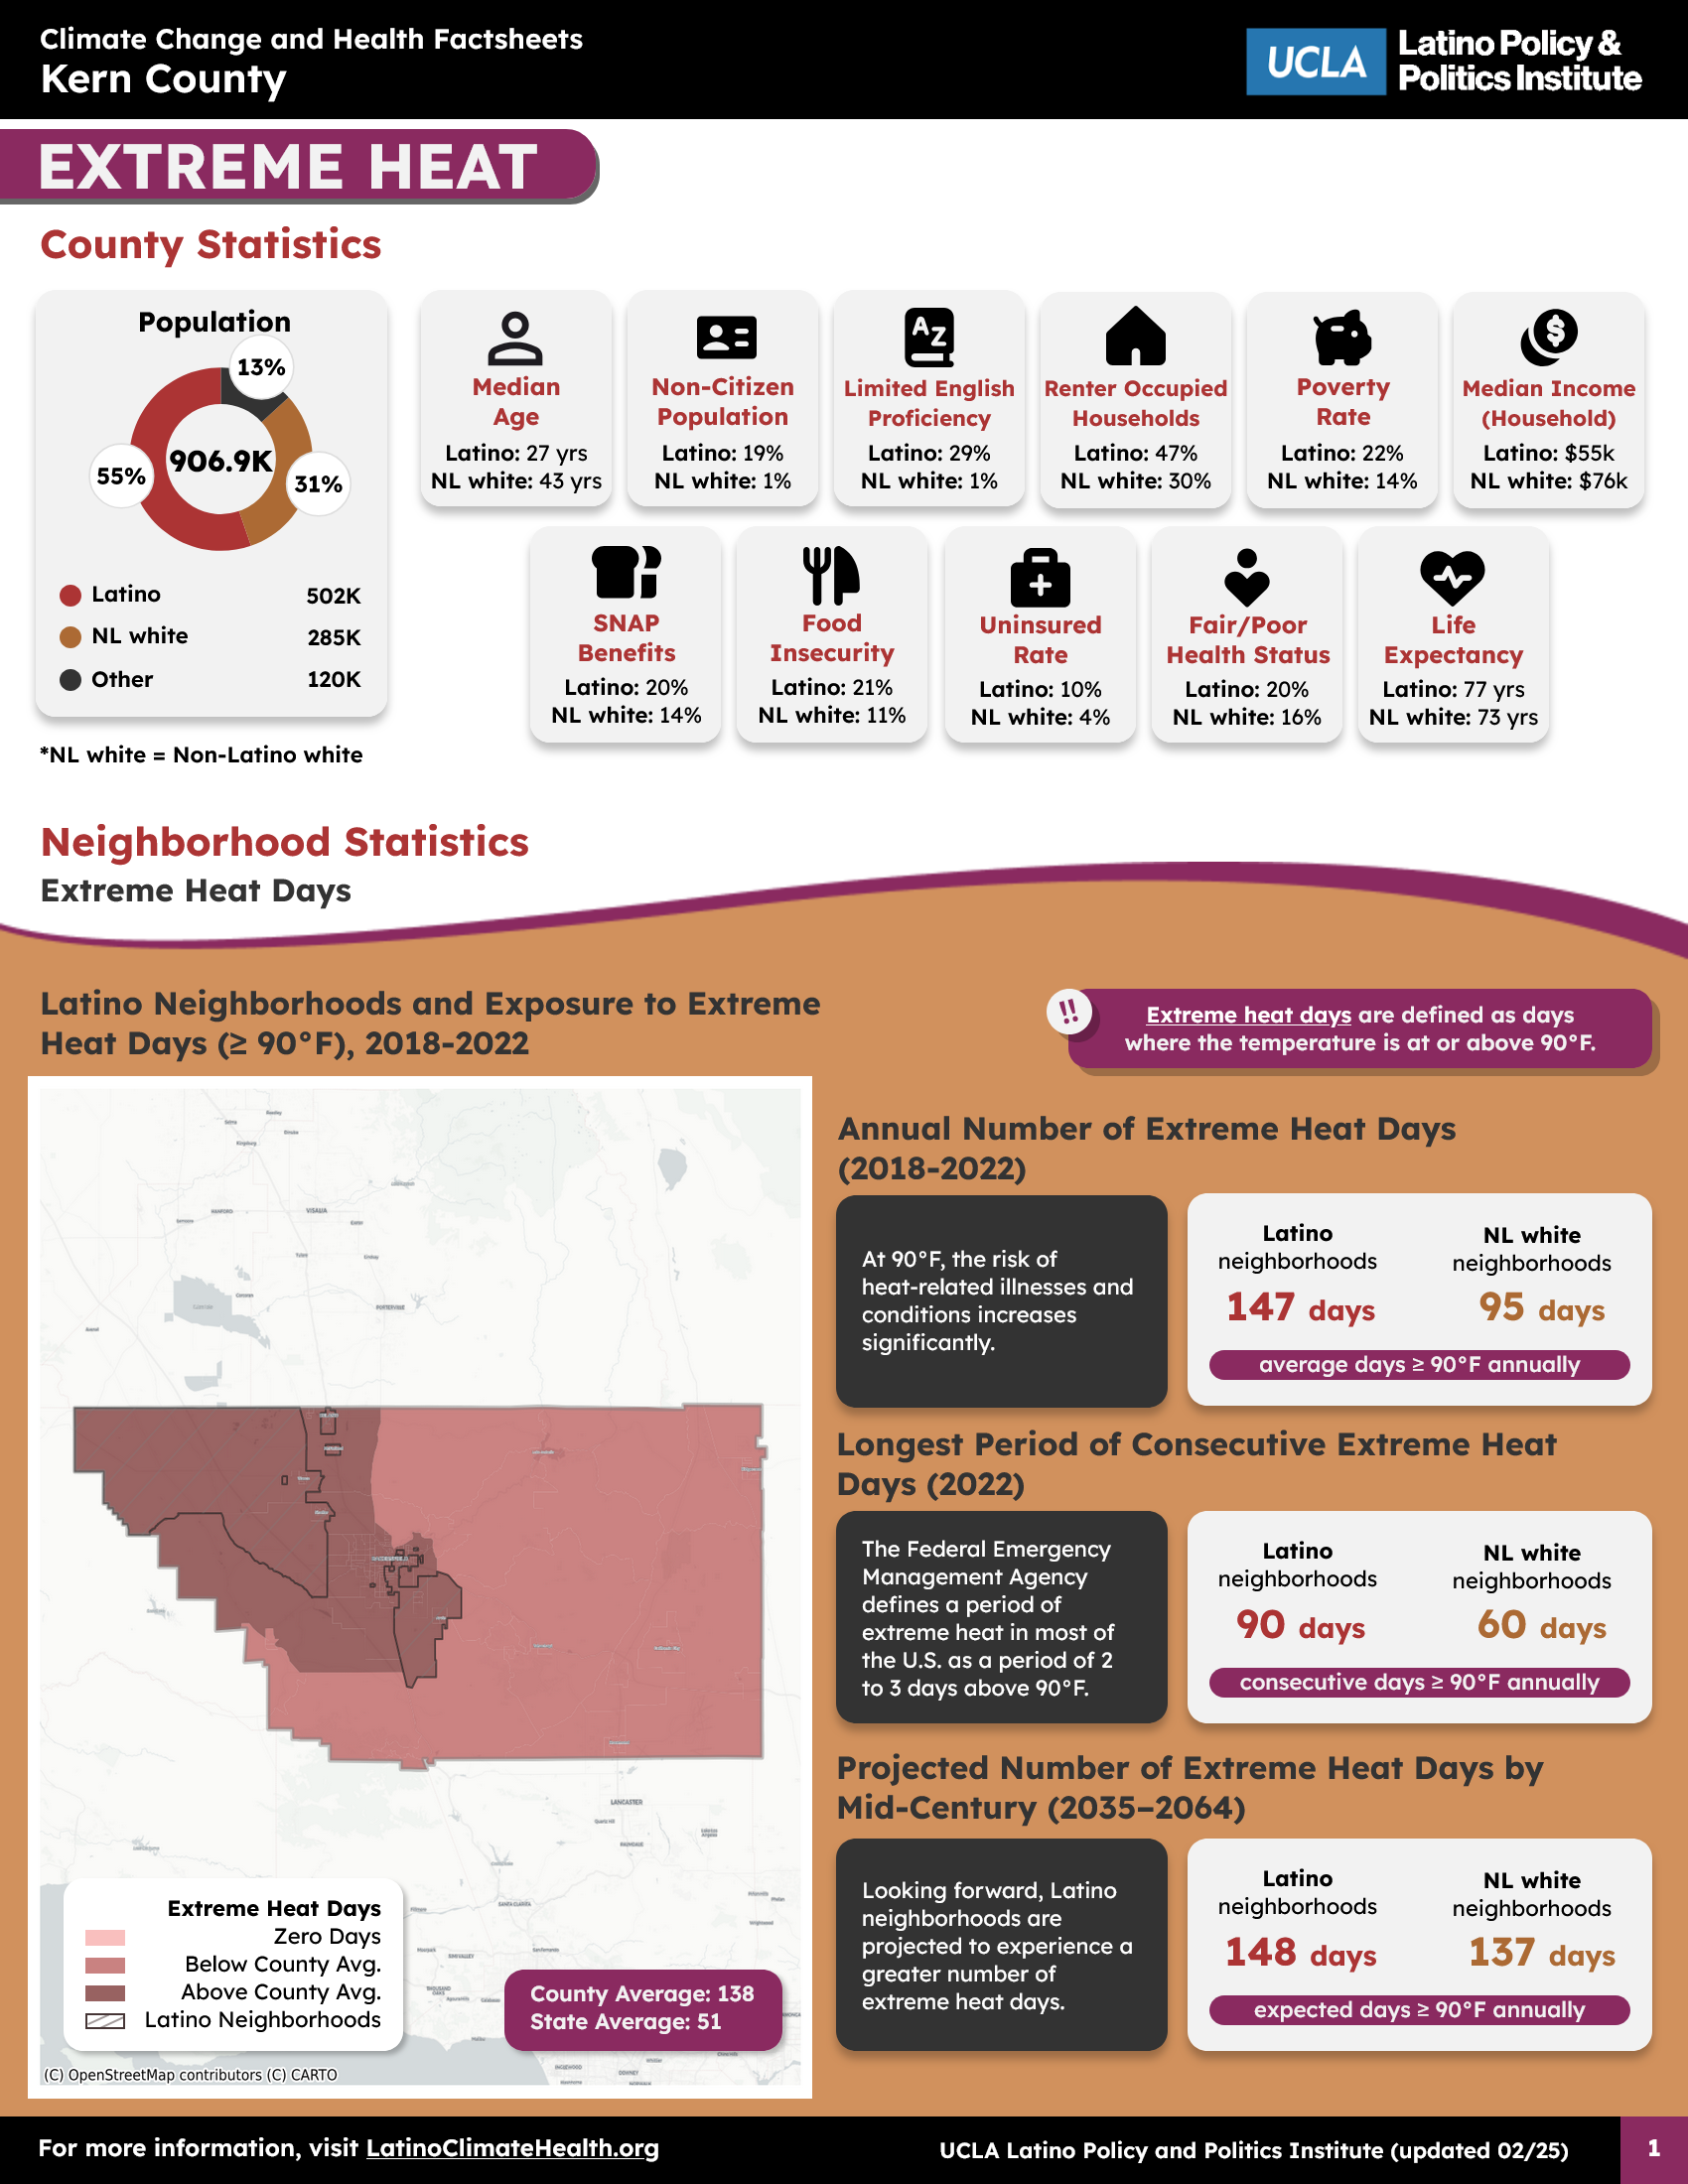 Climate Change and Health Factsheets
Kern County
UCLA
Latino Policy &
Politics Institute
EXTREME HEAT
County Statistics
Population
13%
906.9K
55%
31%
Latino 502K
NL white 285K
Other 120K
*NL white = Non-Latino white
Median
Age
Latino: 27 yrs
NL white: 43 yrs
Non-Citizen
Population
Latino: 19%
NL white: 1%
Limited English
Proficiency
Latino: 29%
NL white: 1%
Renter Occupied
Households
Latino: 47%
NL white: 30%
Poverty
Rate
Latino: 22%
NL white: 14%
Median Income
(Household)
Latino: $55k
NL white: $76k
SNAP
Benefits
Latino: 20%
NL white: 14%
Food
Insecurity
Latino: 21%
NL white: 11%
Uninsured
Rate
Latino: 10%
NL white: 4%
Fair/Poor
Health Status
Latino: 20%
NL white: 16%
Life
Expectancy
Latino: 77 yrs
NL white: 73 yrs
Neighborhood Statistics
Extreme Heat Days
Latino Neighborhoods and Exposure to Extreme
Heat Days (≥ 90°F), 2018-2022
!!
Extreme heat days are defined as days
where the temperature is at or above 90°F.
VISALIA
PORTERVILLE
LANCASTER
PALMDALE
SANTA CLARITA
Extreme Heat Days
Zero Days
Below County Avg.
Above County Avg.
Latino Neighborhoods
County Average: 138
State Average: 51
(C) OpenStreetMap contributors (C) CARTO
Annual Number of Extreme Heat Days
(2018-2022)
At 90°F, the risk of
heat-related illnesses and
conditions increases
significantly.
Latino
neighborhoods
147 days
NL white
neighborhoods
95 days
average days ≥ 90°F annually
Longest Period of Consecutive Extreme Heat
Days (2022)
The Federal Emergency
Management Agency
defines a period of
extreme heat in most of
the U.S. as a period of 2
to 3 days above 90°F.
Latino
neighborhoods
90 days
NL white
neighborhoods
60 days
consecutive days ≥ 90°F annually
Projected Number of Extreme Heat Days by
Mid-Century (2035–2064)
Looking forward, Latino
neighborhoods are
projected to experience a
greater number of
extreme heat days.
Latino
neighborhoods
148 days
NL white
neighborhoods
137 days
expected days ≥ 90°F annually
For more information, visit LatinoClimateHealth.org
UCLA Latino Policy and Politics Institute (updated 02/25)
1